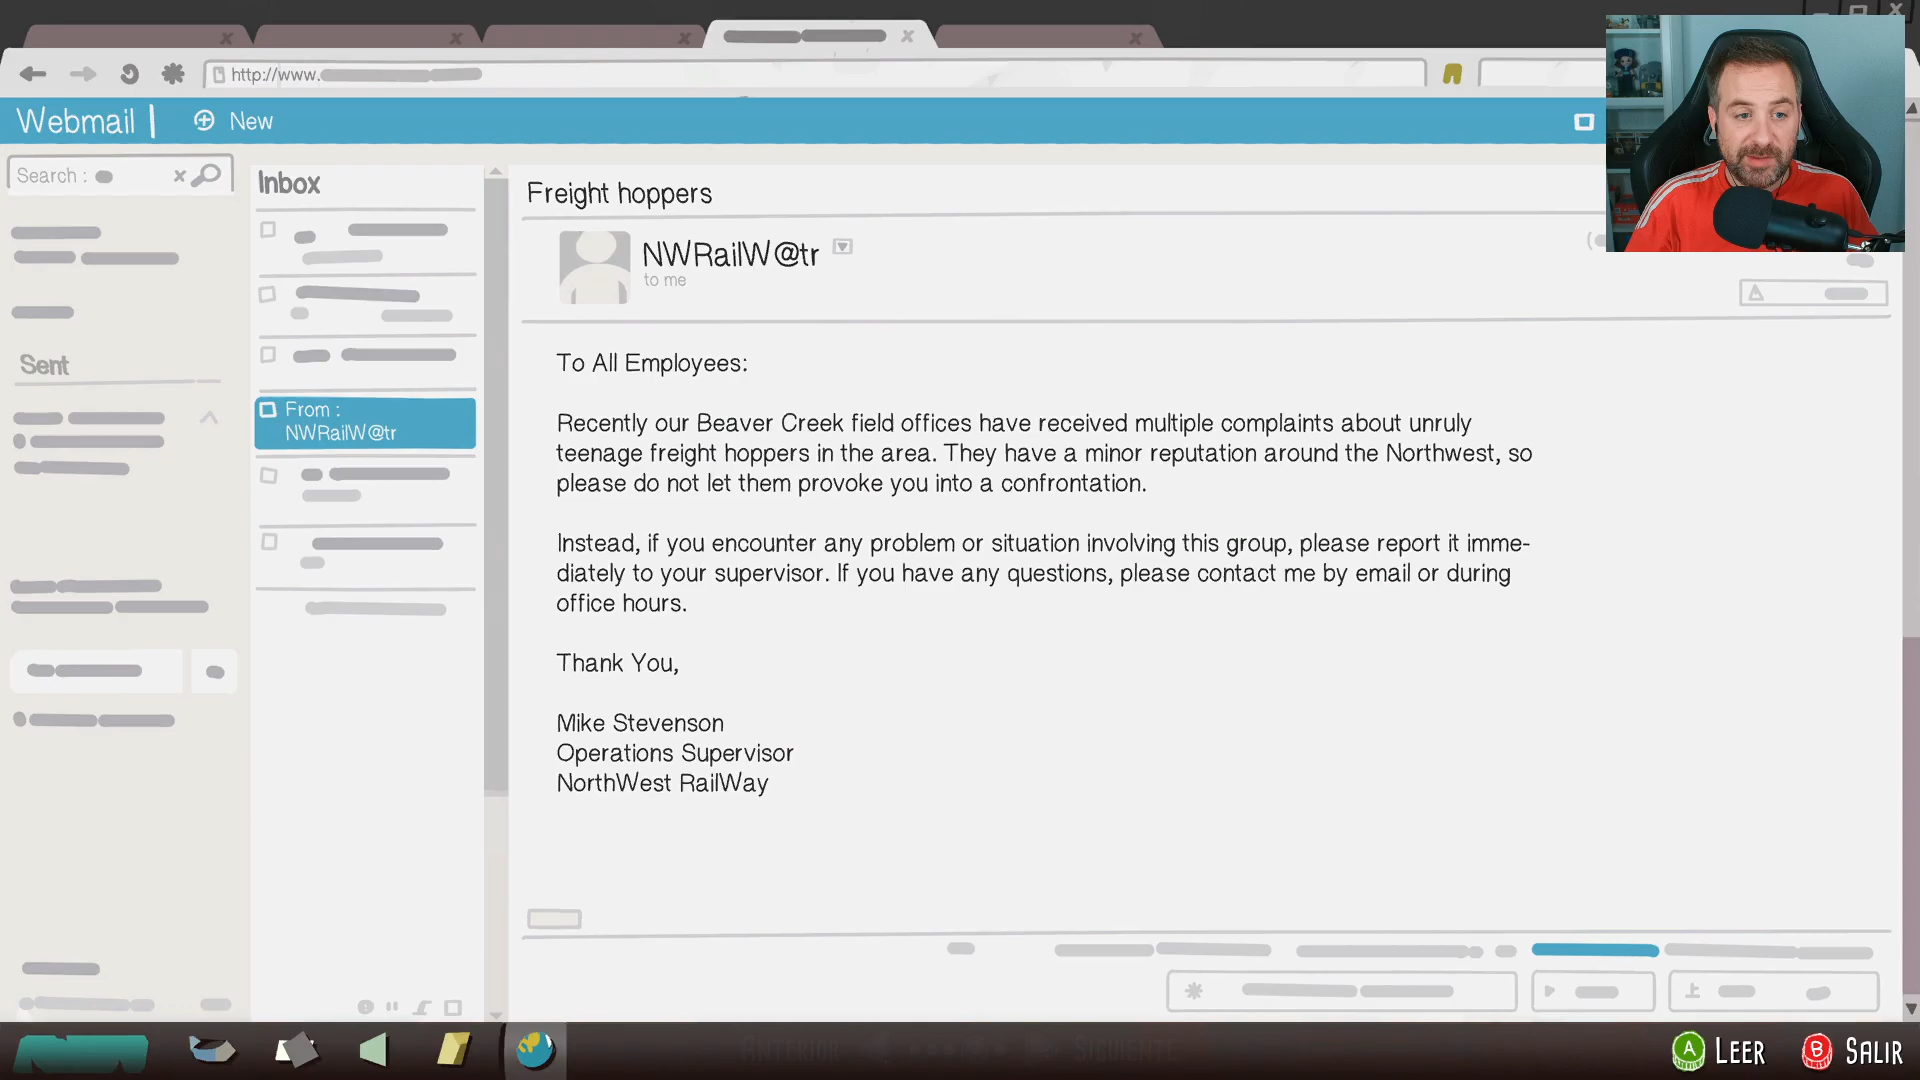 http://www.
Webmail
New
Search :
Inbox
Sent
From :
NWRailW@tr
Freight hoppers
NWRailW@tr
to me
To All Employees:
Recently our Beaver Creek field offices have received multiple complaints about unruly
teenage freight hoppers in the area. They have a minor reputation around the Northwest, so
please do not let them provoke you into a confrontation.
Instead, if you encounter any problem or situation involving this group, please report it imme-
diately to your supervisor. If you have any questions, please contact me by email or during
office hours.
Thank You,
Mike Stevenson
Operations Supervisor
NorthWest RailWay
ANTERIOR
SIGUIENTE
A LEER
B SALIR